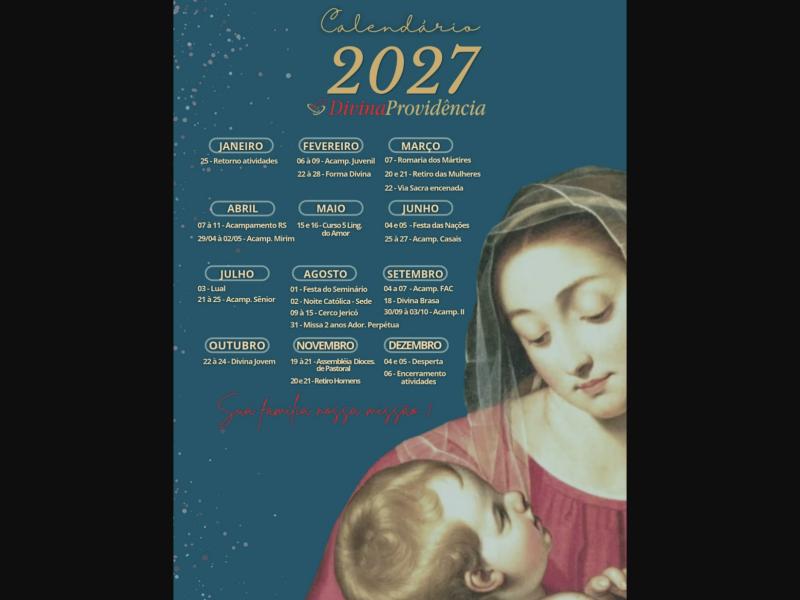 Calendário
2027
DivinaProvidência
JANEIRO
25 - Retorno atividades
FEVEREIRO
06 à 09 - Acamp. Juvenil
22 à 28 - Forma Divina
MARÇO
07 - Romaria dos Mártires
20 e 21 - Retiro das Mulheres
22 - Via Sacra encenada
ABRIL
07 à 11 - Acampamento RS
29/04 à 02/05 - Acamp. Mirim
MAIO
15 e 16 - Curso 5 Ling.
do Amor
JUNHO
04 e 05 - Festa das Nações
25 à 27 - Acamp. Casais
JULHO
03 - Lual
21 à 25 - Acamp. Sênior
AGOSTO
01 - Festa do Seminário
02 - Noite Católica - Sede
09 à 15 - Cerco Jericó
31 - Missa 2 anos Ador. Perpétua
SETEMBRO
04 a 07 - Acamp. FAC
18 - Divina Brasa
30/09 à 03/10 - Acamp. II
OUTUBRO
22 à 24 - Divina Jovem
NOVEMBRO
19 à 21 - Assembléia Dioces.
de Pastoral
20 e 21 - Retiro Homens
DEZEMBRO
04 e 05 - Desperta
06 - Encerramento
atividades
Sua família nossa missão !